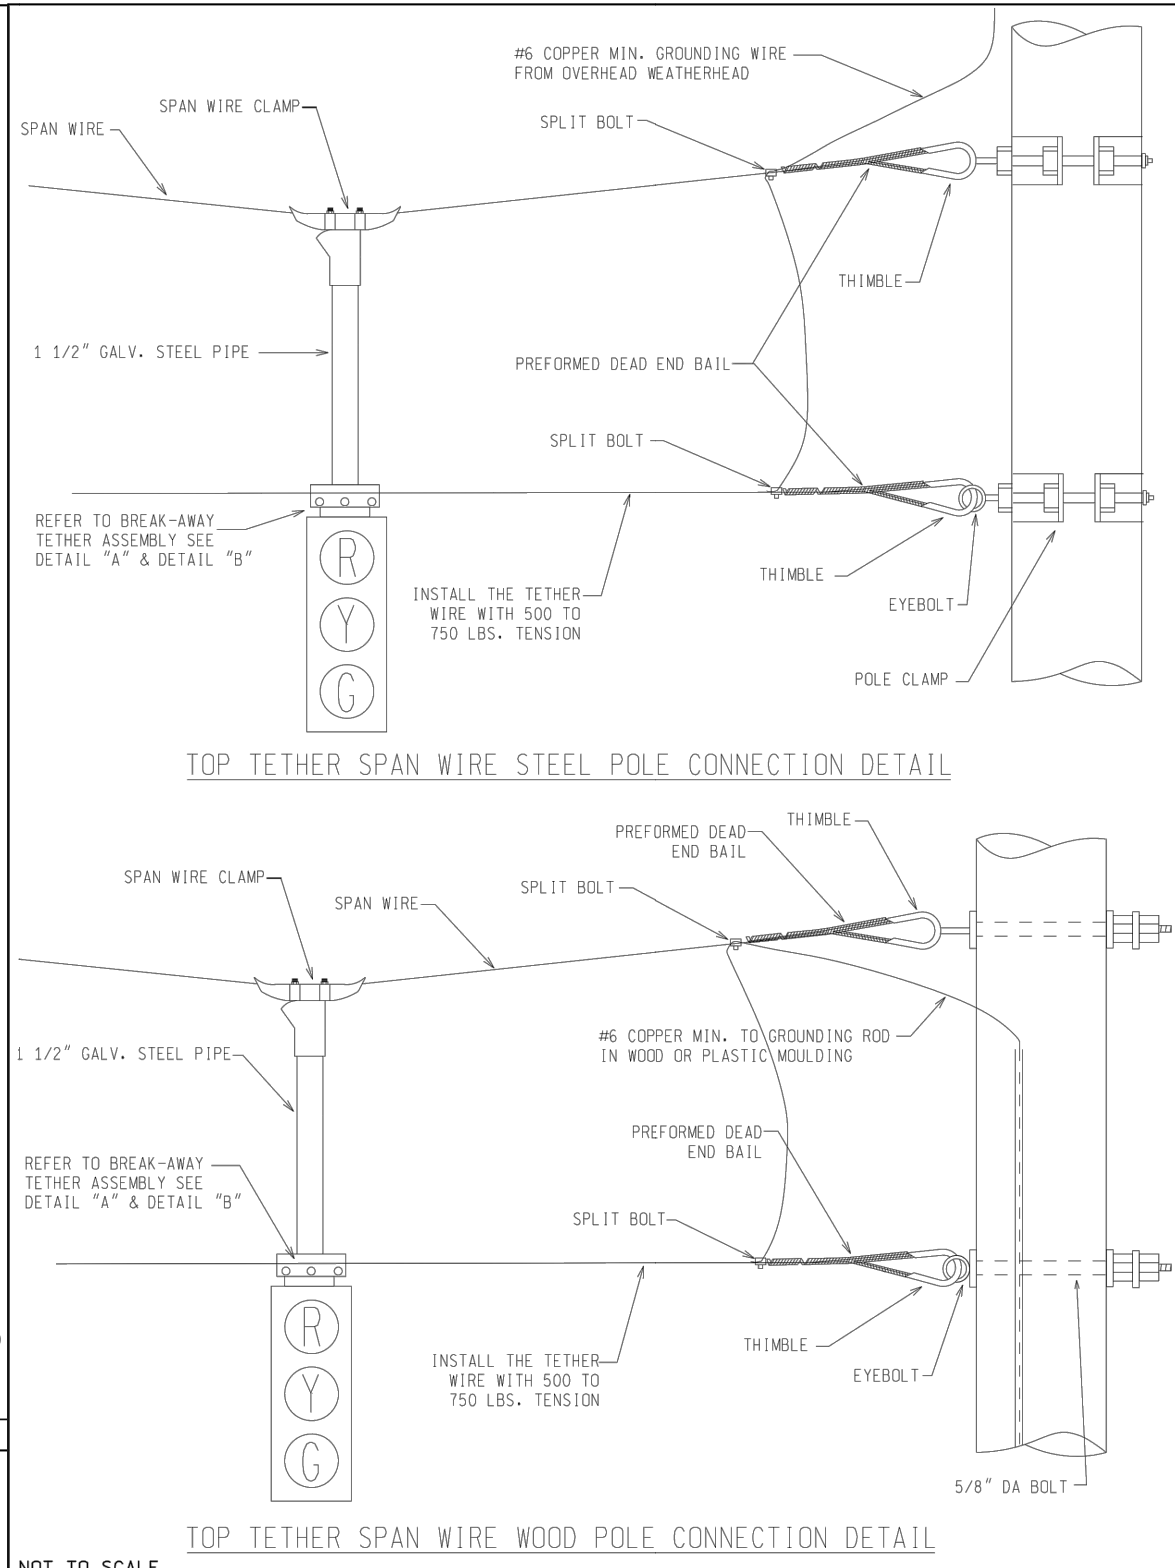 #6 COPPER MIN. GROUNDING WIRE
FROM OVERHEAD WEATHERHEAD
SPAN WIRE CLAMP
SPAN WIRE
SPLIT BOLT
THIMBLE
1 1/2" GALV. STEEL PIPE
PREFORMED DEAD END BAIL
SPLIT BOLT
REFER TO BREAK-AWAY
TETHER ASSEMBLY SEE
DETAIL "A" & DETAIL "B"
R
Y
G
INSTALL THE TETHER
WIRE WITH 500 TO
750 LBS. TENSION
THIMBLE
EYEBOLT
POLE CLAMP
TOP TETHER SPAN WIRE STEEL POLE CONNECTION DETAIL
THIMBLE
PREFORMED DEAD
END BAIL
SPAN WIRE CLAMP
SPLIT BOLT
SPAN WIRE
#6 COPPER MIN. TO GROUNDING ROD
IN WOOD OR PLASTIC MOULDING
1 1/2" GALV. STEEL PIPE
PREFORMED DEAD
END BAIL
REFER TO BREAK-AWAY
TETHER ASSEMBLY SEE
DETAIL "A" & DETAIL "B"
SPLIT BOLT
R
Y
G
INSTALL THE TETHER
WIRE WITH 500 TO
750 LBS. TENSION
THIMBLE
EYEBOLT
5/8" DA BOLT
TOP TETHER SPAN WIRE WOOD POLE CONNECTION DETAIL
NOT TO SCALE